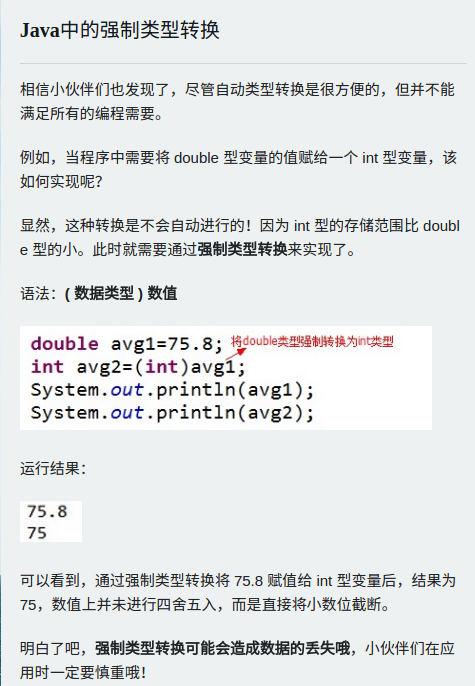 Java中的强制类型转换
相信小伙伴们也发现了，尽管自动类型转换是很方便的，但并不能
满足所有的编程需要。
例如，当程序中需要将 double 型变量的值赋给一个 int 型变量，该
如何实现呢？
显然，这种转换是不会自动进行的！因为 int 型的存储范围比 doubl
e 型的小。此时就需要通过强制类型转换来实现了。
语法：( 数据类型 ) 数值
double avg1=75.8; 将double类型强制转换为int类型
int avg2=(int)avg1;
System.out.println(avg1);
System.out.println(avg2);
运行结果：
75.8
75
可以看到，通过强制类型转换将 75.8 赋值给 int 型变量后，结果为
75，数值上并未进行四舍五入，而是直接将小数位截断。
明白了吧，强制类型转换可能会造成数据的丢失哦，小伙伴们在应
用时一定要慎重哦！